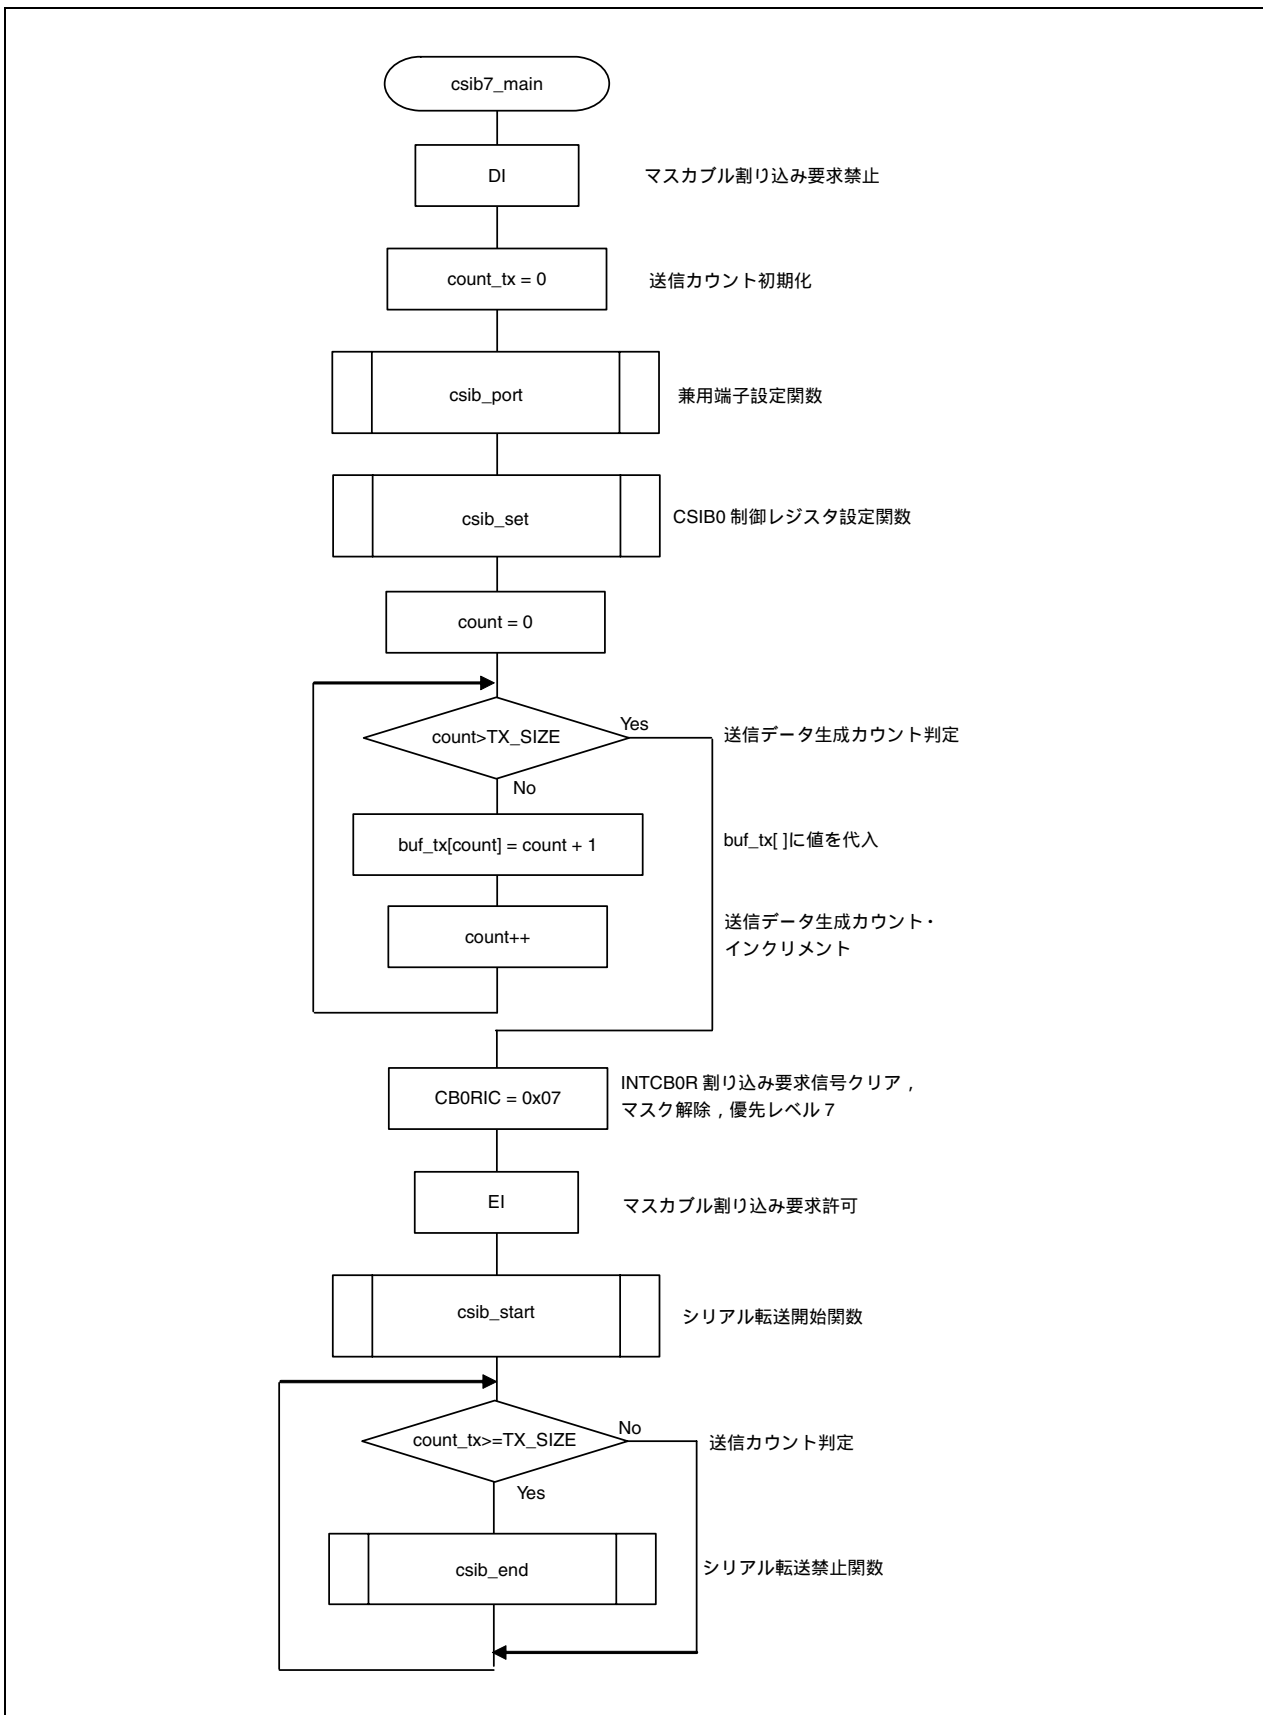 csib7_main
DI
マスカブル割り込み要求禁止
count_tx = 0
送信カウント初期化
csib_port
兼用端子設定関数
csib_set
CSIB0 制御レジスタ設定関数
count = 0
count>TX_SIZE
Yes
送信データ生成カウント判定
No
buf_tx[count] = count + 1
buf_tx[ ]に値を代入
count++
送信データ生成カウント・
インクリメント
CB0RIC = 0x07
INTCB0R 割り込み要求信号クリア，
マスク解除，優先レベル 7
EI
マスカブル割り込み要求許可
csib_start
シリアル転送開始関数
count_tx>=TX_SIZE
No
送信カウント判定
Yes
csib_end
シリアル転送禁止関数